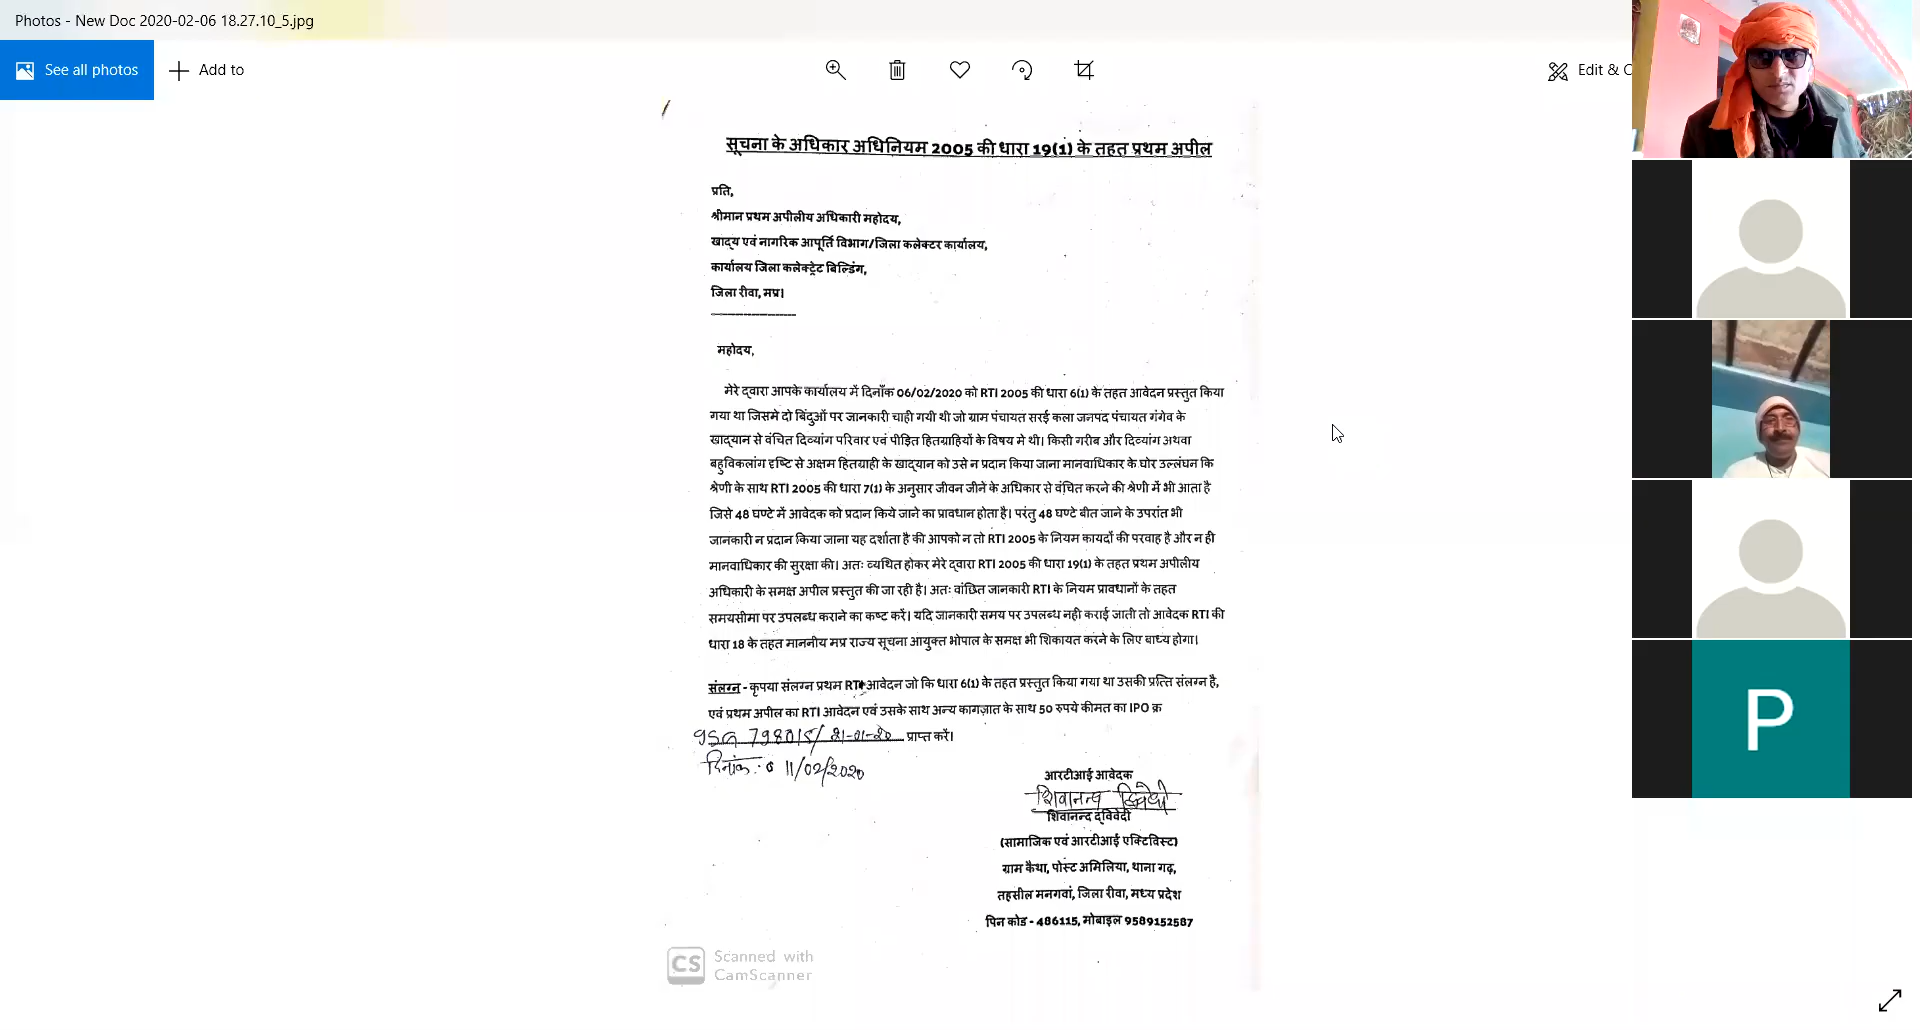 Photos - New Doc 2020-02-06 18.27.10_5.jpg
See all photos
Add to
Edit & C
सूचना के अधिकार अधिनियम 2005 की धारा 19(1) के तहत प्रथम अपील
प्रति,
श्रीमान प्रथम अपीलीय अधिकारी महोदय,
खाद्य एवं नागरिक आपूर्ति विभाग/जिला कलेक्टर कार्यालय,
कार्यालय जिला कलेक्ट्रेट बिल्डिंग,
जिला रीवा, मप्र।
--------------------
महोदय,
मेरे द्वारा आपके कार्यालय में दिनाँक 06/02/2020 को RTI 2005 की धारा 6(1) के तहत आवेदन प्रस्तुत किया
गया था जिसमे दो बिंदुओं पर जानकारी चाही गयी थी जो ग्राम पंचायत सरई कला जनपद पंचायत गंगेव के
खाद्यान से वंचित दिव्यांग परिवार एवं पीड़ित हितग्राहियों के विषय मे थी। किसी गरीब और दिव्यांग अथवा
बहुविकलांग दृष्टि से अक्षम हितग्राही के खाद्यान को उसे न प्रदान किया जाना मानवाधिकार के घोर उल्लंघन कि
श्रेणी के साथ RTI 2005 की धारा 7(1) के अनुसार जीवन जीने के अधिकार से वंचित करने की श्रेणी में भी आता है
जिसे 48 घण्टे में आवेदक को प्रदान किये जाने का प्रावधान होता है। परंतु 48 घण्टे बीत जाने के उपरांत भी
जानकारी न प्रदान किया जाना यह दर्शाता है की आपको न तो RTI 2005 के नियम कायदों की परवाह है और न ही
मानवाधिकार की सुरक्षा की। अतः व्यथित होकर मेरे द्वारा RTI 2005 की धारा 19(1) के तहत प्रथम अपीलीय
अधिकारी के समक्ष अपील प्रस्तुत की जा रही है। अतः वांछित जानकारी RTI के नियम प्रावधानों के तहत
समयसीमा पर उपलब्ध कराने का कष्ट करें। यदि जानकारी समय पर उपलब्ध नही कराई जाती तो आवेदक RTI की
धारा 18 के तहत माननीय मप्र राज्य सूचना आयुक्त भोपाल के समक्ष भी शिकायत करने के लिए बाध्य होगा।
संलग्न - कृपया संलग्न प्रथम RTI आवेदन जो कि धारा 6(1) के तहत प्रस्तुत किया गया था उसकी प्रत्ति संलग्न है,
एवं प्रथम अपील का RTI आवेदन एवं उसके साथ अन्य कागज़ात के साथ 50 रुपये कीमत का IPO क्र
798015/ 21-01-20 प्राप्त करें।
दिनांक :- 11/02/2020
आरटीआई आवेदक
शिवानन्द द्विवेदी
शिवानन्द द्विवेदी
(सामाजिक एवं आरटीआई एक्टिविस्ट)
ग्राम कैथा, पोस्ट अमिलिया, थाना गढ़,
तहसील मनगवां, जिला रीवा, मध्य प्रदेश
पिन कोड - 486115, मोबाइल 9589152587
CS Scanned with
CamScanner
P